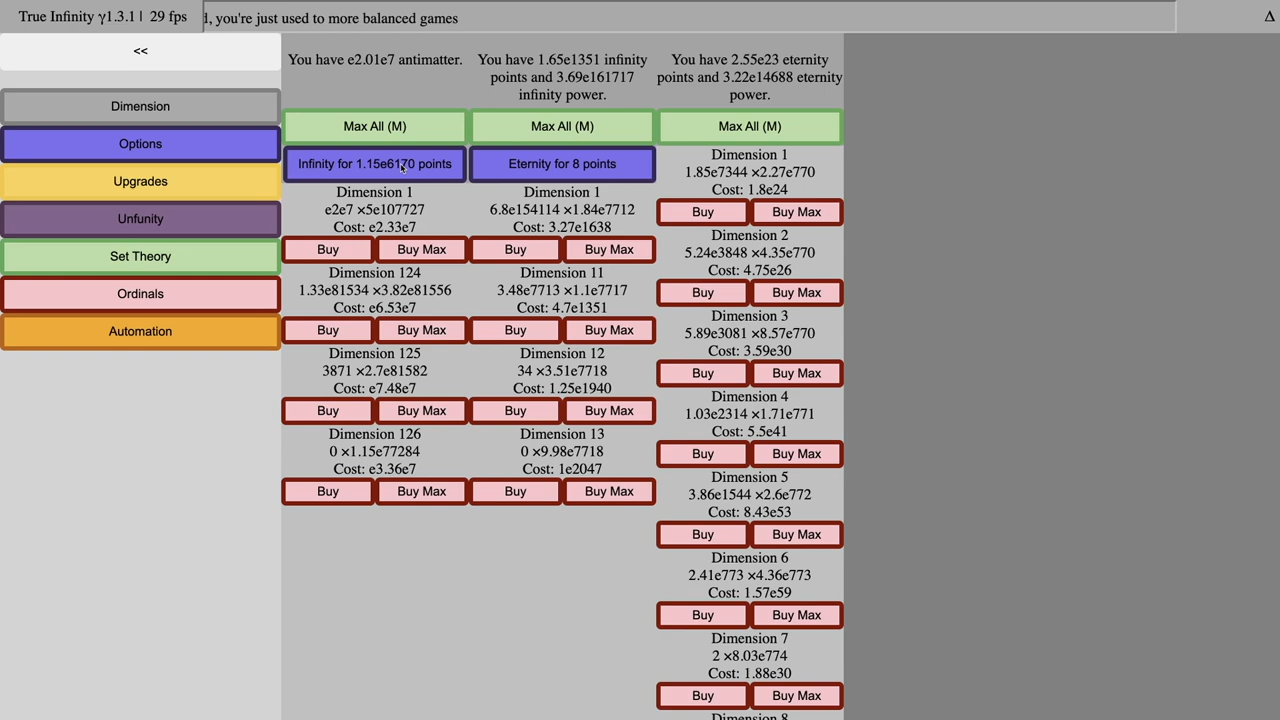 True Infinity γ1.3.1 | 29 fps
, you're just used to more balanced games
Δ
<<
Dimension
Options
Upgrades
Unfunity
Set Theory
Ordinals
Automation
You have e2.01e7 antimatter.
Max All (M)
Infinity for 1.15e6170 points
Dimension 1
e2e7 ×5e107727
Cost: e2.33e7
Buy Buy Max
Dimension 124
1.33e81534 ×3.82e81556
Cost: e6.53e7
Buy Buy Max
Dimension 125
3871 ×2.7e81582
Cost: e7.48e7
Buy Buy Max
Dimension 126
0 ×1.15e77284
Cost: e3.36e7
Buy Buy Max
You have 1.65e1351 infinity
points and 3.69e161717
infinity power.
Max All (M)
Eternity for 8 points
Dimension 1
6.8e154114 ×1.84e7712
Cost: 3.27e1638
Buy Buy Max
Dimension 11
3.48e7713 ×1.1e7717
Cost: 4.7e1351
Buy Buy Max
Dimension 12
34 ×3.51e7718
Cost: 1.25e1940
Buy Buy Max
Dimension 13
0 ×9.98e7718
Cost: 1e2047
Buy Buy Max
You have 2.55e23 eternity
points and 3.22e14688 eternity
power.
Max All (M)
Dimension 1
1.85e7344 ×2.27e770
Cost: 1.8e24
Buy Buy Max
Dimension 2
5.24e3848 ×4.35e770
Cost: 4.75e26
Buy Buy Max
Dimension 3
5.89e3081 ×8.57e770
Cost: 3.59e30
Buy Buy Max
Dimension 4
1.03e2314 ×1.71e771
Cost: 5.5e41
Buy Buy Max
Dimension 5
3.86e1544 ×2.6e772
Cost: 8.43e53
Buy Buy Max
Dimension 6
2.41e773 ×4.36e773
Cost: 1.57e59
Buy Buy Max
Dimension 7
2 ×8.03e774
Cost: 1.88e30
Buy Buy Max
Dimension 8